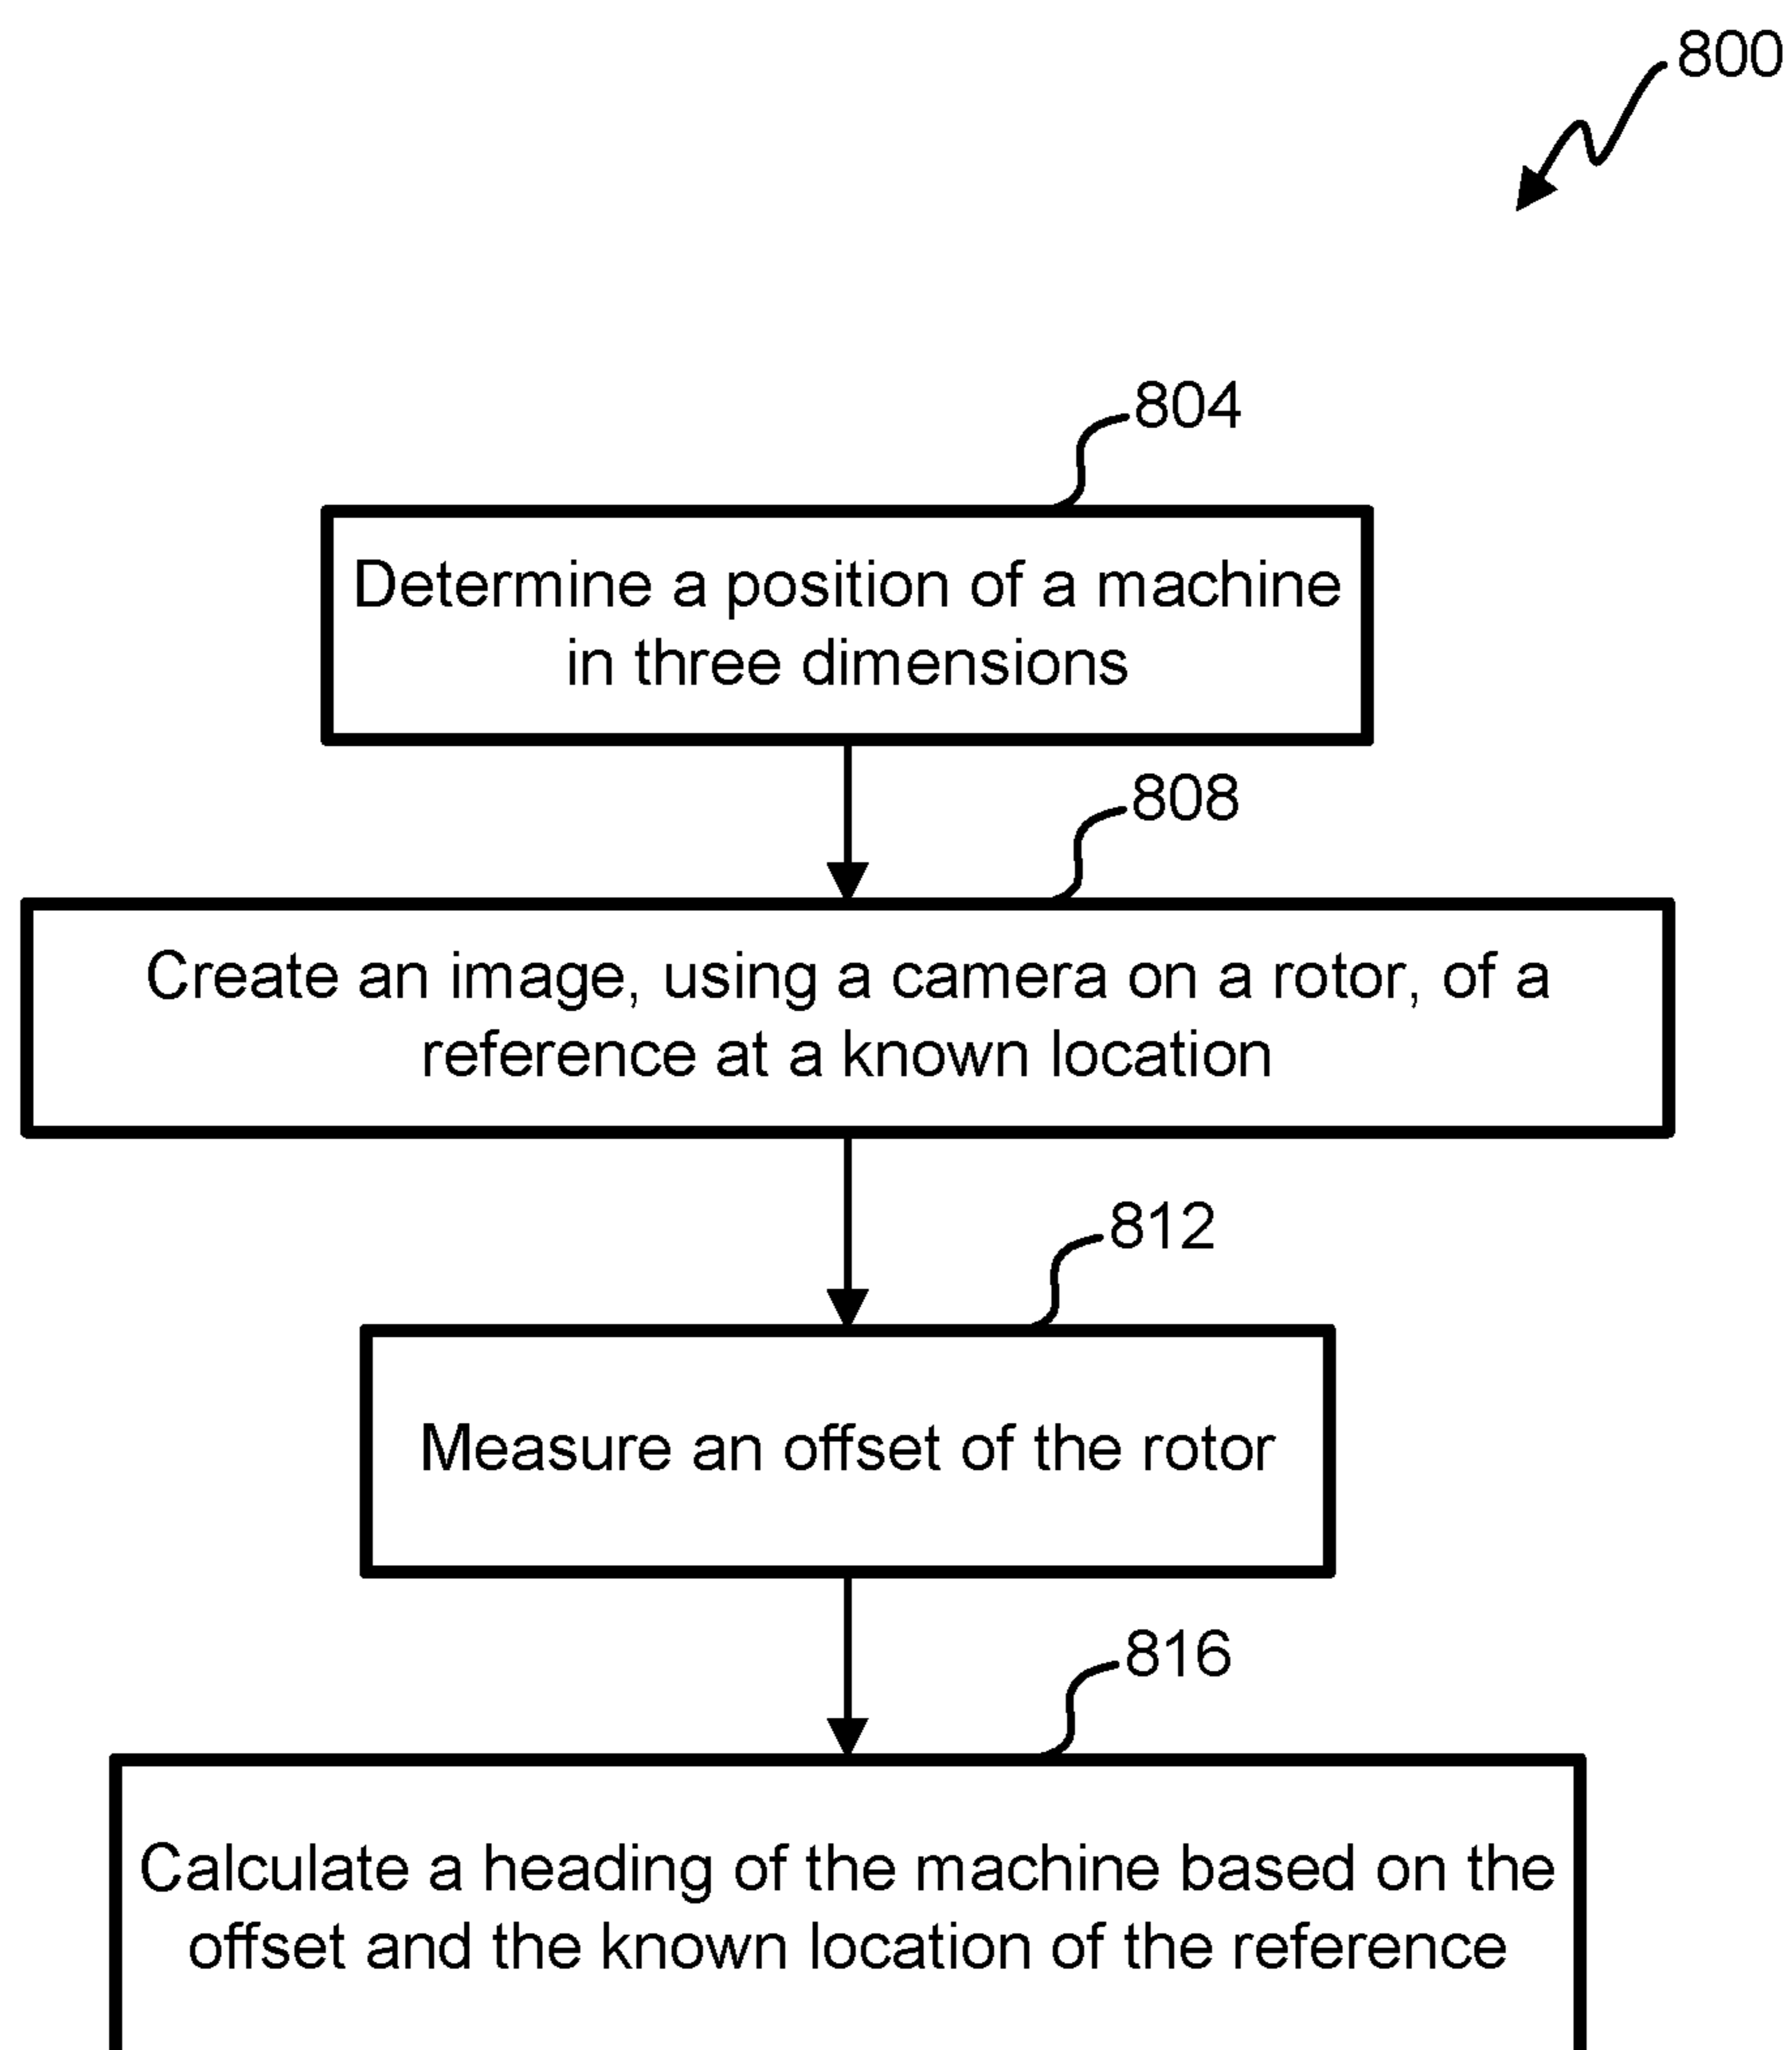 800
804
Determine a position of a machine
in three dimensions
808
Create an image, using a camera on a rotor, of a
reference at a known location
812
Measure an offset of the rotor
816
Calculate a heading of the machine based on the
offset and the known location of the reference